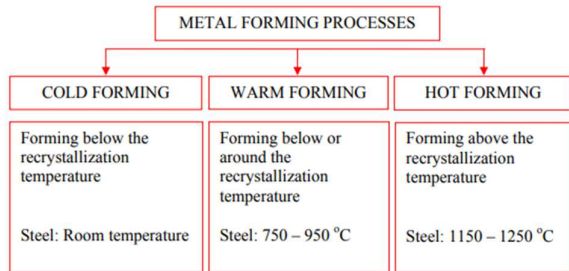 METAL FORMING PROCESSES
COLD FORMING
Forming below the
recrystallization
temperature
Steel: Room temperature
WARM FORMING
Forming below or
around the
recrystallization
temperature
Steel: 750 – 950 °C
HOT FORMING
Forming above the
recrystallization
temperature
Steel: 1150 – 1250 °C